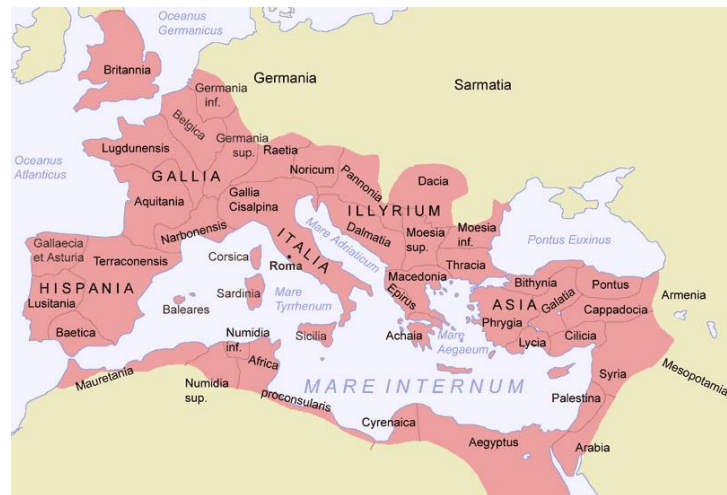 Oceanus
Germanicus
Britannia
Germania
Sarmatia
Germania
inf.
Belgica
Lugdunensis
Germania
sup.
Raetia
Oceanus
Atlanticus
GALLIA
Noricum
Pannonia
Dacia
Aquitania
Gallia
Cisalpina
ILLYRIUM
Narbonensis
Dalmatia
Moesia
sup.
Moesia
inf.
Pontus Euxinus
Gallaecia
et Asturia
Terraconensis
Corsica
ITALIA
Mare Adriaticum
Roma
Thracia
Macedonia
Bithynia
Pontus
HISPANIA
Sardinia
Mare
Tyrrhenum
Epirus
ASIA
Galatia
Cappadocia
Armenia
Lusitania
Baleares
Phrygia
Baetica
Numidia
inf.
Sicilia
Achaia
Mare
Aegaeum
Lycia
Cilicia
Mauretania
Africa
proconsularis
Numidia
sup.
MARE INTERNUM
Syria
Mesopotamia
Palestina
Cyrenaica
Aegyptus
Arabia